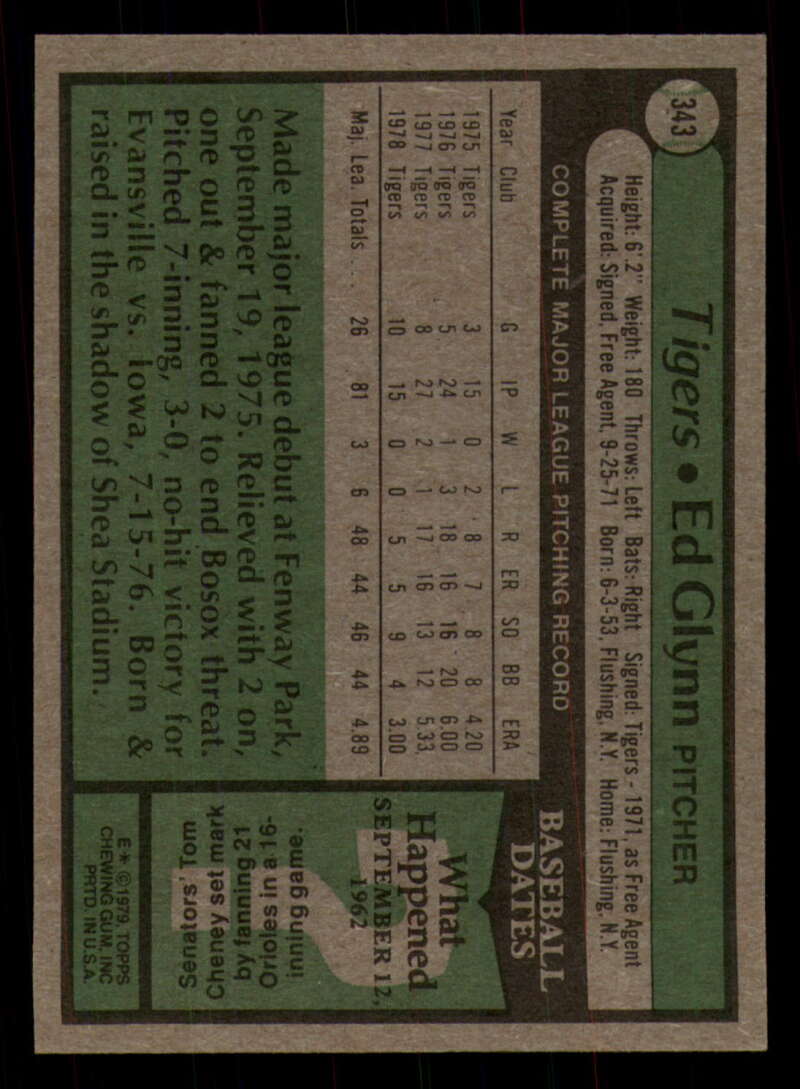 343
Tigers • Ed Glynn PITCHER
Height: 6'.2" Weight: 180 Throws: Left Bats: Right Signed: Tigers - 1971, as Free Agent
Acquired: Signed, Free Agent, 9-25-71 Born: 6-3-53, Flushing, N.Y. Home: Flushing, N.Y.
COMPLETE MAJOR LEAGUE PITCHING RECORD
Year Club G IP W L R ER SO BB ERA
1975 Tigers 3 15 0 2 8 7 8 8 4.20
1976 Tigers 5 24 1 3 18 16 16 20 6.00
1977 Tigers 8 27 2 1 17 16 13 12 5.33
1978 Tigers 10 15 0 0 5 5 9 4 3.00
Maj. Lea. Totals . . . 26 81 3 6 48 44 46 44 4.89
Made major league debut at Fenway Park,
September 19, 1975. Relieved with 2 on,
one out & fanned 2 to end Bosox threat.
Pitched 7-inning, 3-0, no-hit victory for
Evansville vs. Iowa, 7-15-76. Born &
raised in the shadow of Shea Stadium.
BASEBALL
DATES
What
Happened
SEPTEMBER 12,
1962
?
Senators' Tom
Cheney set mark
by fanning 21
Orioles in a 16-
inning game.
E* © 1979, TOPPS
CHEWING GUM, INC
PRTD. IN U.S.A.